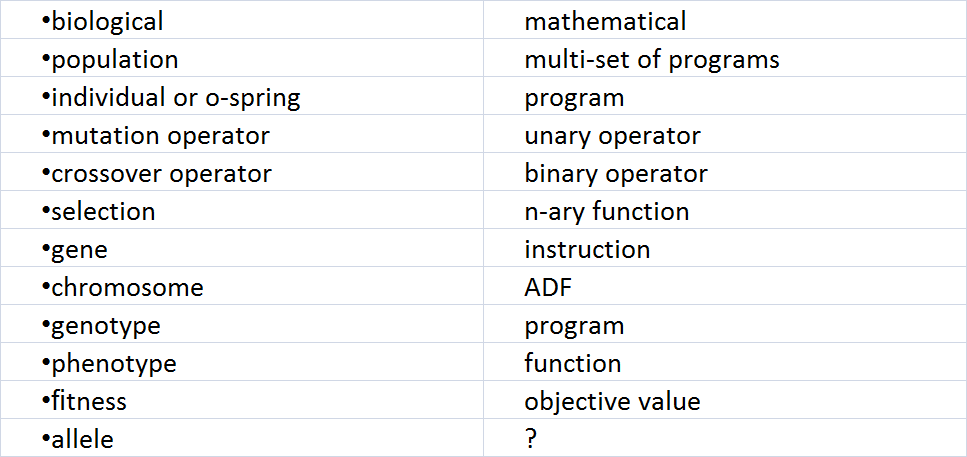 •biological mathematical
•population multi-set of programs
•individual or o-spring program
•mutation operator unary operator
•crossover operator binary operator
•selection n-ary function
•gene instruction
•chromosome ADF
•genotype program
•phenotype function
•fitness objective value
•allele ?